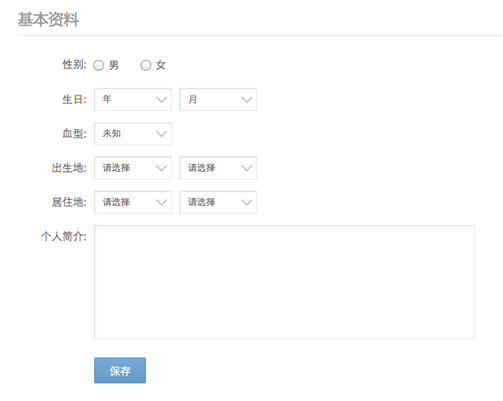 基本资料
性别: 男 女
生日: 年 月
血型: 未知
出生地: 请选择 请选择
居住地: 请选择 请选择
个人简介:
保存